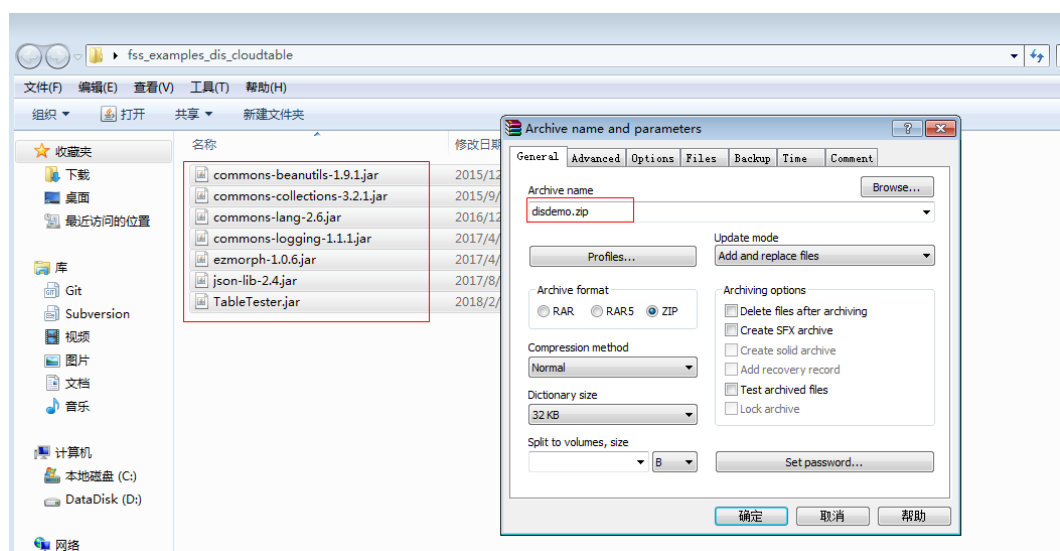 fss_examples_dis_cloudtable
文件(F) 编辑(E) 查看(V) 工具(T) 帮助(H)
组织 打开 共享 新建文件夹
收藏夹
下载
桌面
最近访问的位置
库
Git
Subversion
视频
图片
文档
音乐
计算机
本地磁盘 (C:)
DataDisk (D:)
网络
名称 修改日期
commons-beanutils-1.9.1.jar 2015/12
commons-collections-3.2.1.jar 2015/9/
commons-lang-2.6.jar 2016/12
commons-logging-1.1.1.jar 2017/4/
ezmorph-1.0.6.jar 2017/4/
json-lib-2.4.jar 2017/8/
TableTester.jar 2018/2/
Archive name and parameters
General Advanced Options Files Backup Time Comment
Archive name
Browse...
disdemo.zip
Profiles...
Update mode
Add and replace files
Archive format
RAR RAR5 ZIP
Compression method
Normal
Dictionary size
32 KB
Split to volumes, size
B
Archiving options
Delete files after archiving
Create SFX archive
Create solid archive
Add recovery record
Test archived files
Lock archive
Set password...
确定 取消 帮助